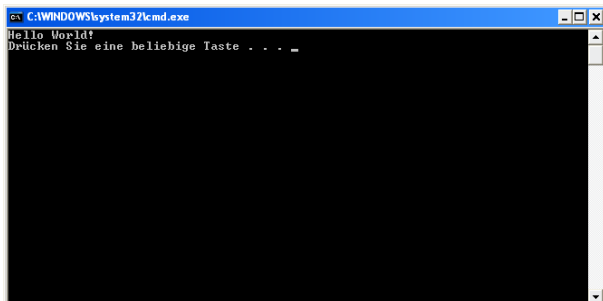 C:\WINDOWS\system32\cmd.exe
Hello World!
Drücken Sie eine beliebige Taste . . . _